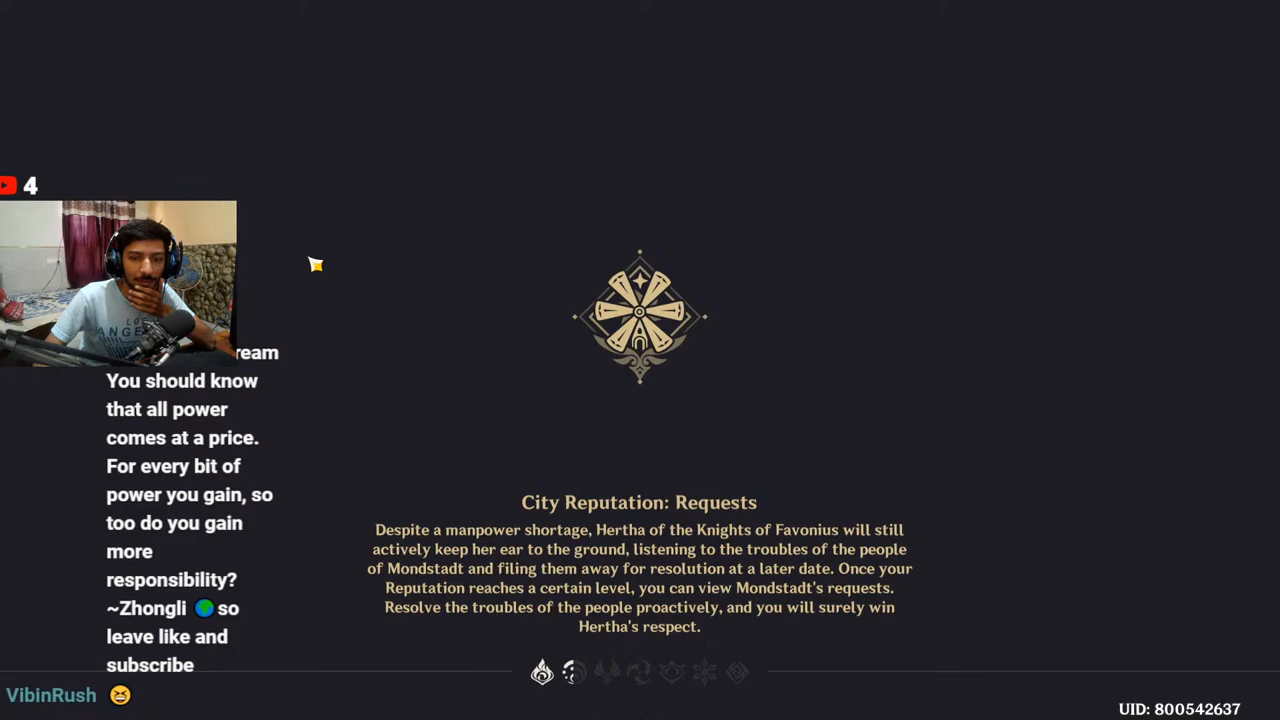 4
LO
ANGE
ream
You should know
that all power
comes at a price.
For every bit of
power you gain, so
too do you gain
more
responsibility?
~Zhongli 🌍 so
leave like and
subscribe
VibinRush 😆
City Reputation: Requests
Despite a manpower shortage, Hertha of the Knights of Favonius will still
actively keep her ear to the ground, listening to the troubles of the people
of Mondstadt and filing them away for resolution at a later date. Once your
Reputation reaches a certain level, you can view Mondstadt's requests.
Resolve the troubles of the people proactively, and you will surely win
Hertha's respect.
UID: 800542637